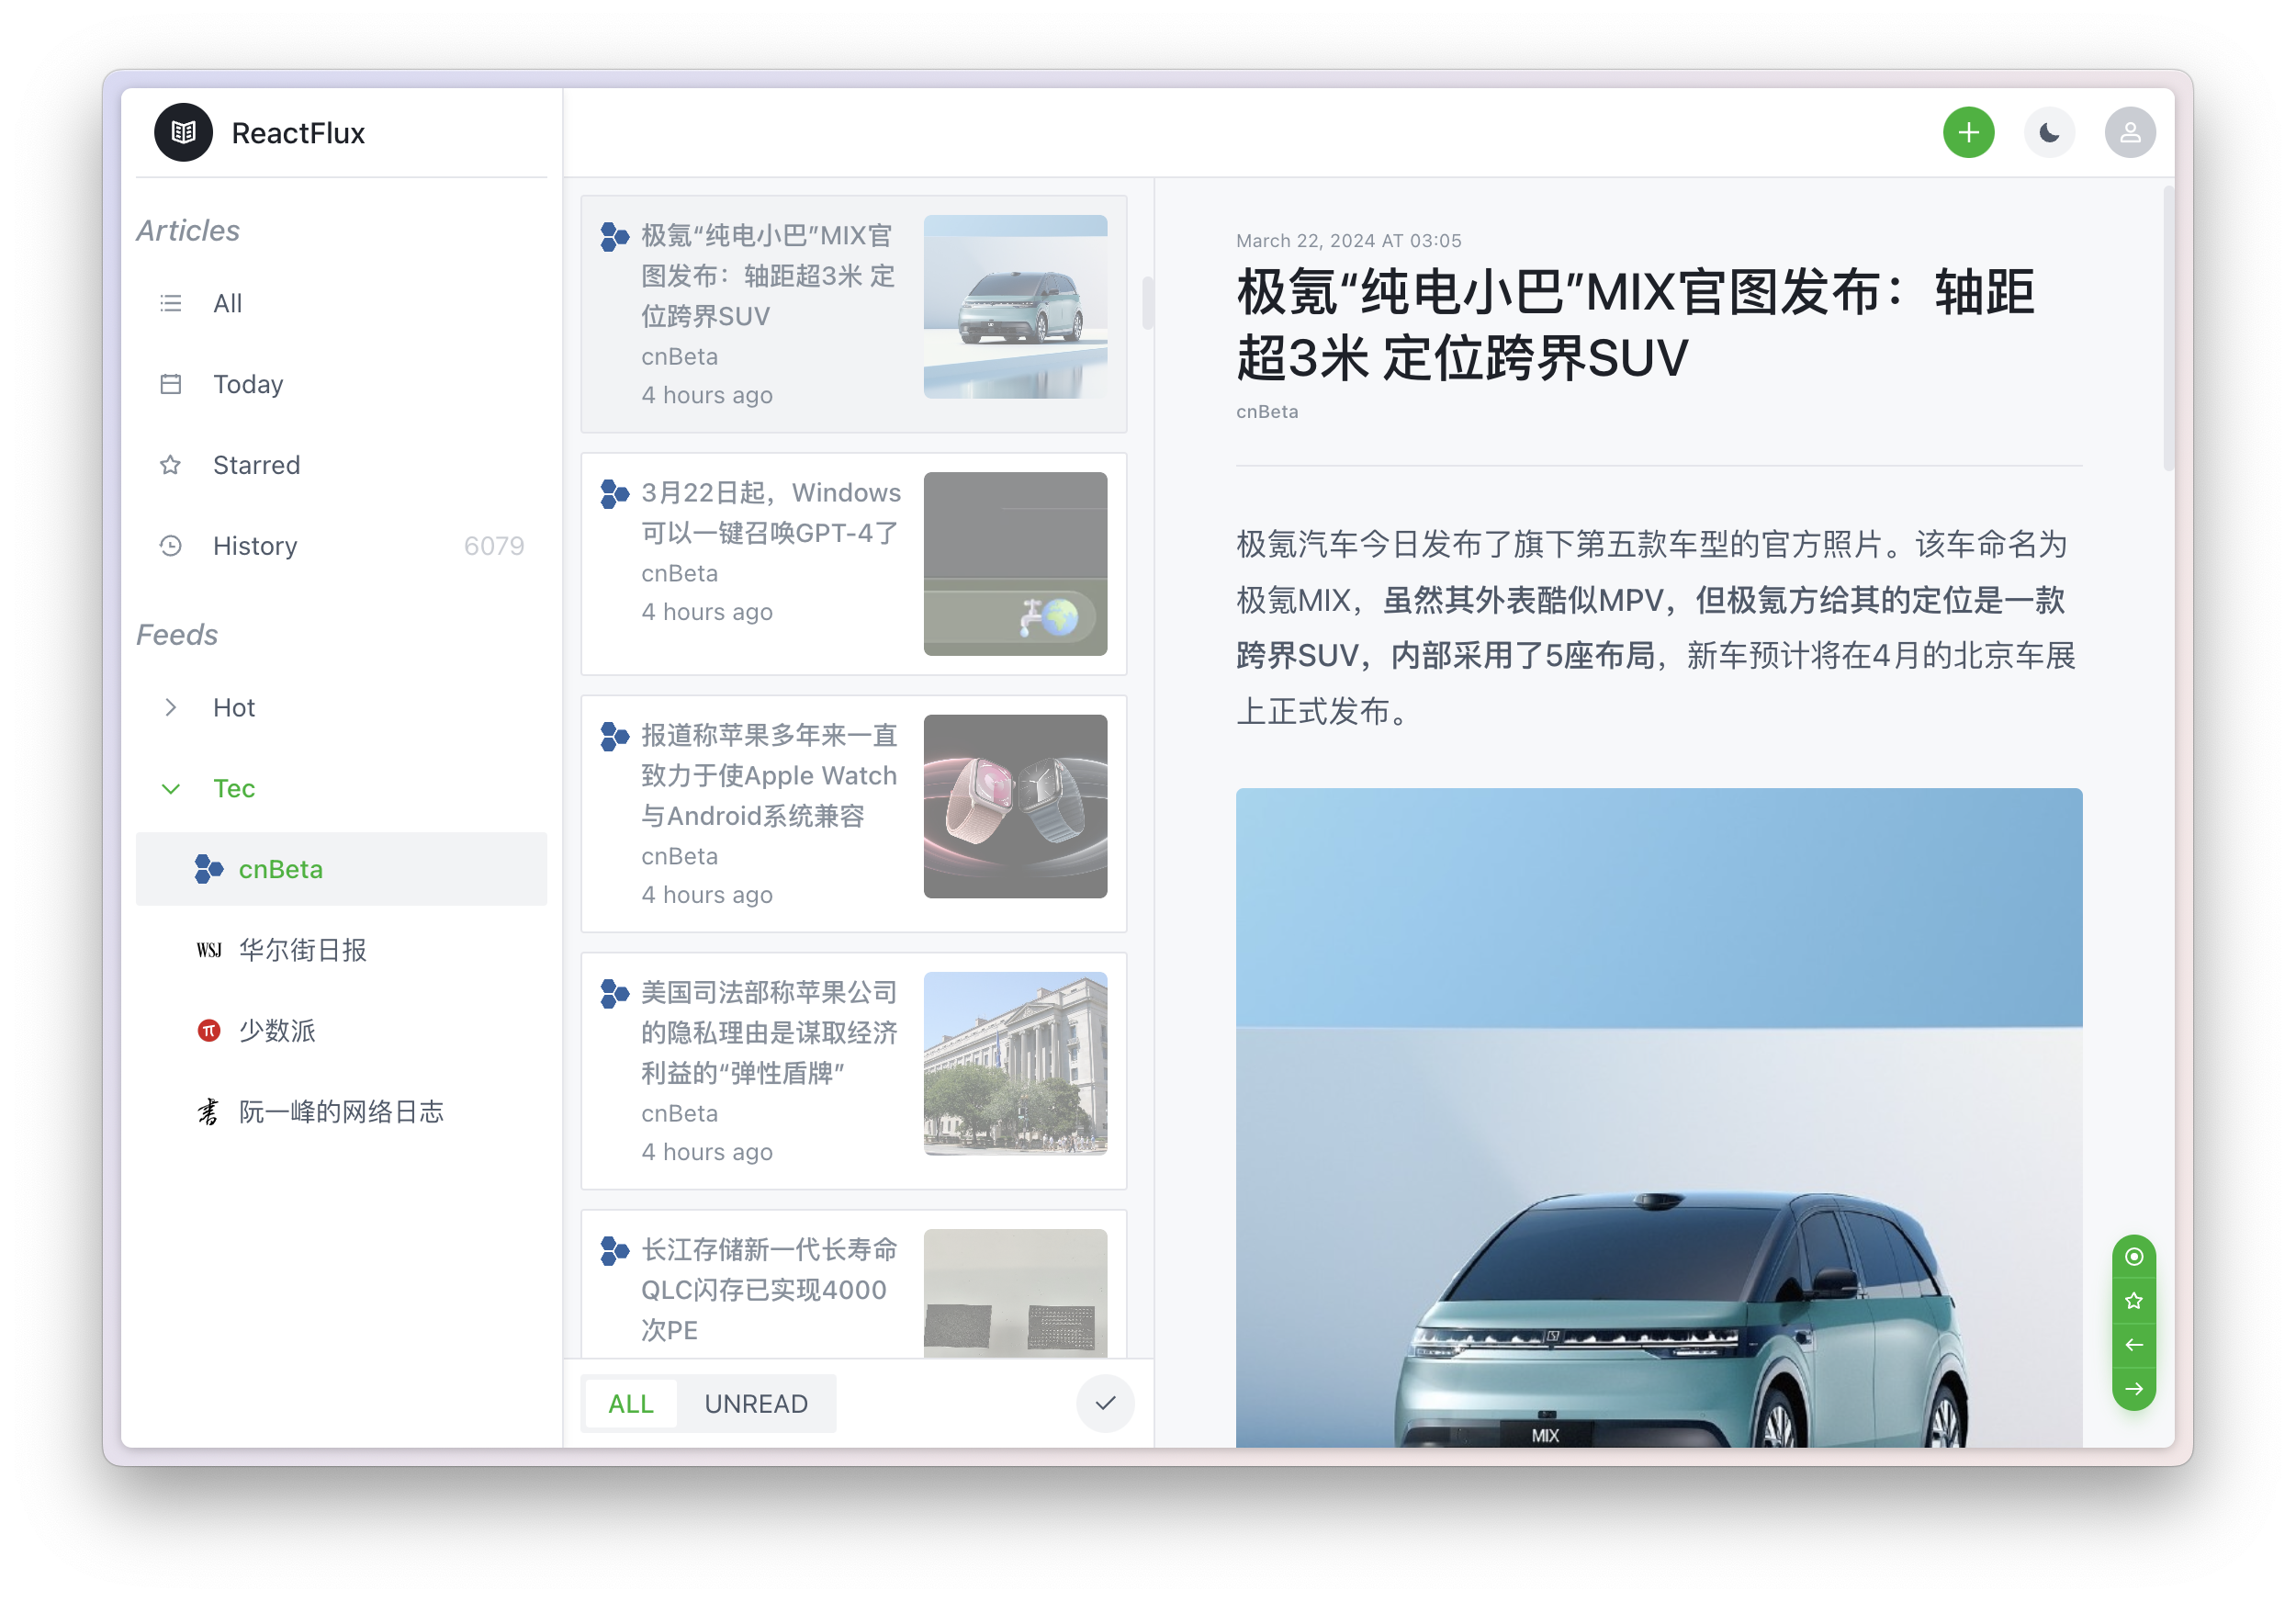 ReactFlux
Articles
All
Today
Starred
History 6079
Feeds
Hot
Tec
cnBeta
WSJ 华尔街日报
少数派
阮一峰的网络日志
极氪“纯电小巴”MIX官
图发布：轴距超3米 定
位跨界SUV
cnBeta
4 hours ago
3月22日起，Windows
可以一键召唤GPT-4了
cnBeta
4 hours ago
报道称苹果多年来一直
致力于使Apple Watch
与Android系统兼容
cnBeta
4 hours ago
美国司法部称苹果公司
的隐私理由是谋取经济
利益的“弹性盾牌”
cnBeta
4 hours ago
长江存储新一代长寿命
QLC闪存已实现4000
次PE
ALL UNREAD
March 22, 2024 AT 03:05
极氪“纯电小巴”MIX官图发布：轴距
超3米 定位跨界SUV
cnBeta
极氪汽车今日发布了旗下第五款车型的官方照片。该车命名为
极氪MIX，虽然其外表酷似MPV，但极氪方给其的定位是一款
跨界SUV，内部采用了5座布局，新车预计将在4月的北京车展
上正式发布。
MIX